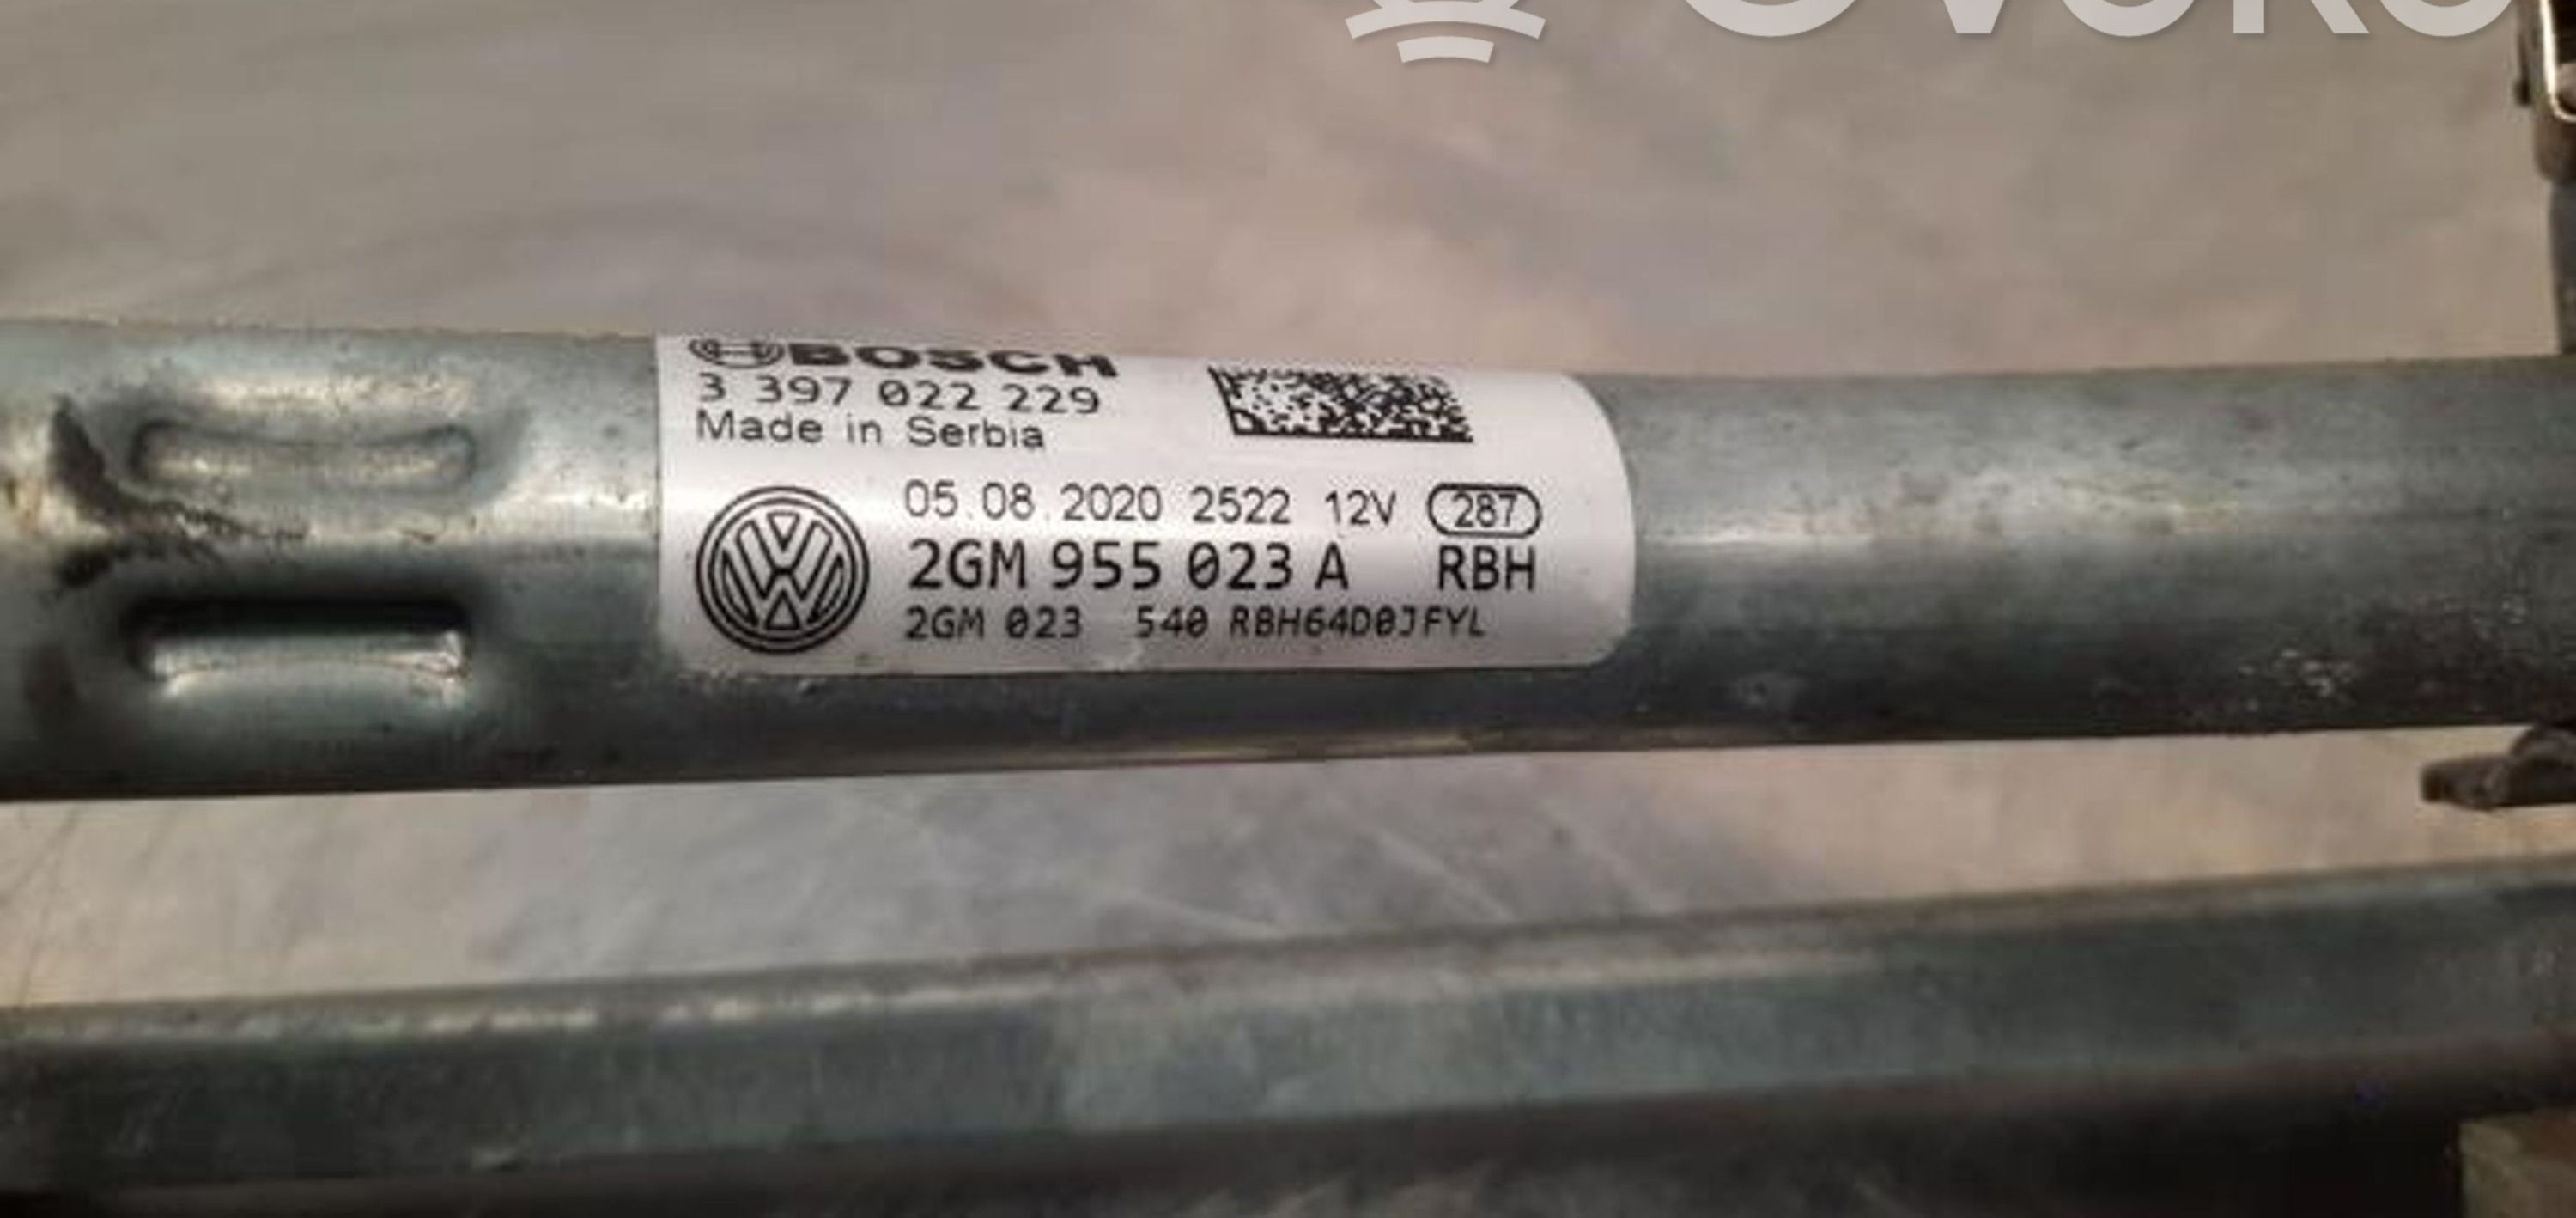 BOSCH
3 397 022 229
Made in Serbia
05.08.2020 2522 12V 287
2GM 955 023 A RBH
2GM 023 540 RBH64D0JFYL